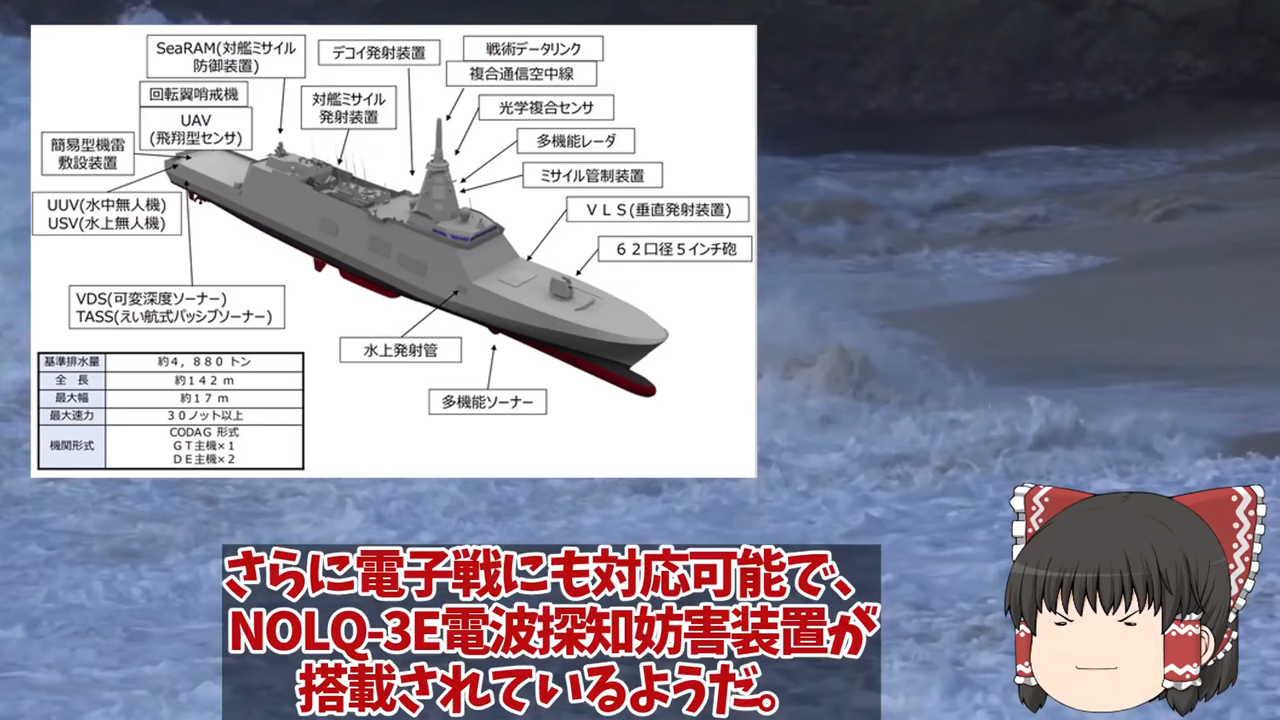 SeaRAM(対艦ミサイル
防御装置)
デコイ発射装置
戦術データリンク
複合通信空中線
回転翼哨戒機
対艦ミサイル
発射装置
光学複合センサ
UAV
(飛翔型センサ)
簡易型機雷
敷設装置
多機能レーダ
ミサイル管制装置
UUV(水中無人機)
USV(水上無人機)
ＶＬＳ(垂直発射装置)
６２口径５インチ砲
VDS(可変深度ソーナー)
TASS(えい航式パッシブソーナー)
水上発射管
多機能ソーナー
基準排水量 約４，８８０ トン
全 長 約１４２ ｍ
最大幅 約１７ ｍ
最大速力 ３０ノット以上
機関形式 CODAG 形式
ＧＴ主機×１
ＤＥ主機×２
さらに電子戦にも対応可能で、
NOLQ-3E電波探知妨害装置が
搭載されているようだ。